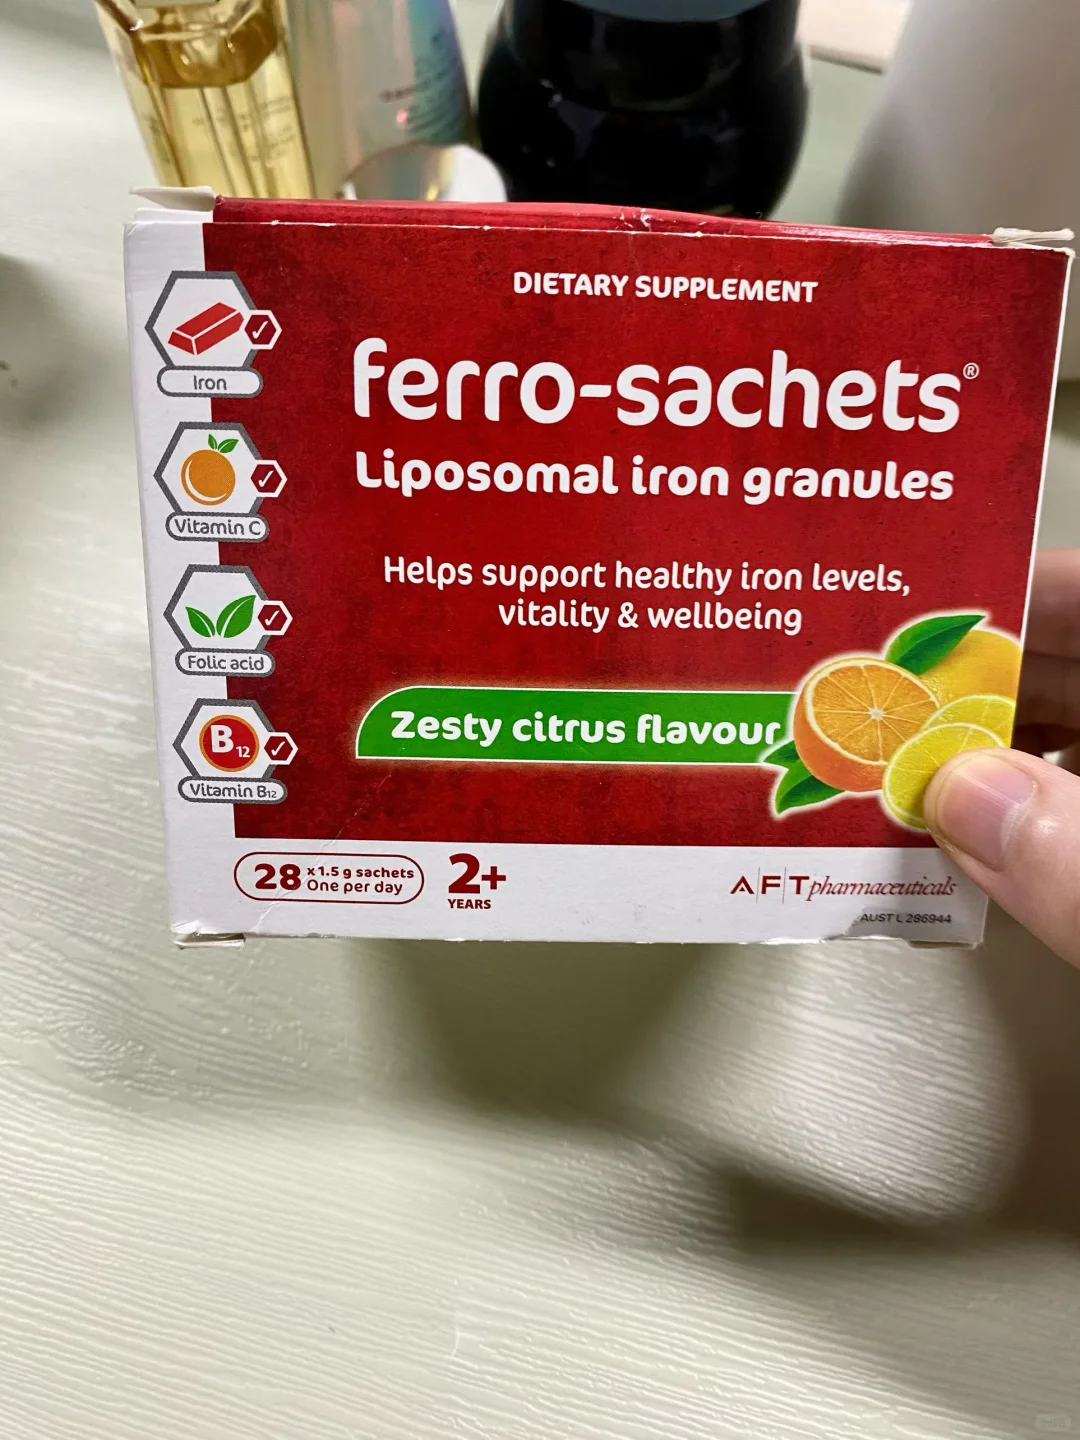 DIETARY SUPPLEMENT
ferro-sachets®
Liposomal iron granules
Helps support healthy iron levels,
vitality & wellbeing
Zesty citrus flavour
Iron
Vitamin C
Folic acid
B12
Vitamin B12
28 x 1.5 g sachets
One per day
2+
YEARS
AFT pharmaceuticals
AUST L 286944